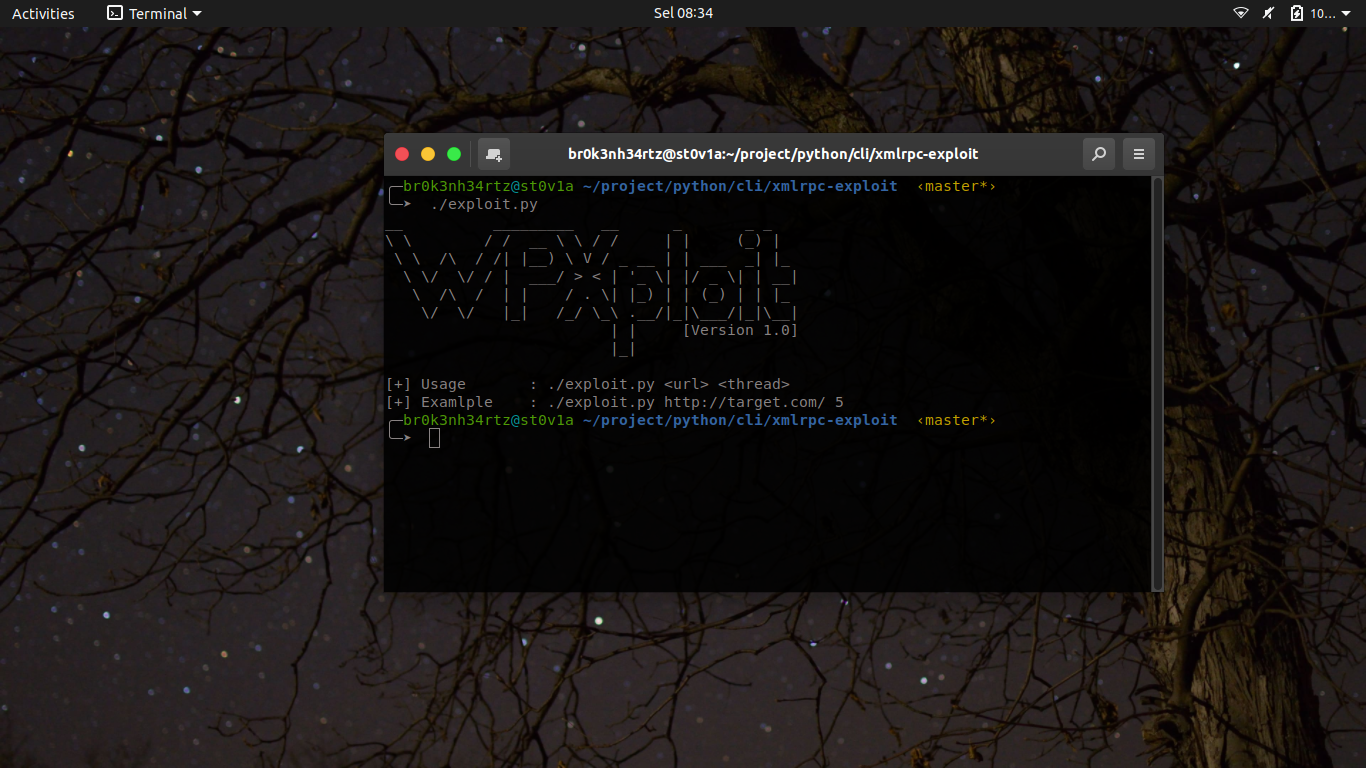 Activities
Terminal
Sel 08:34
10...
br0k3nh34rtz@st0v1a:~/project/python/cli/xmlrpc-exploit
br0k3nh34rtz@st0v1a ~/project/python/cli/xmlrpc-exploit ‹master*›
./exploit.py
WPXploit
[Version 1.0]
[+] Usage : ./exploit.py <url> <thread>
[+] Examlple : ./exploit.py http://target.com/ 5
br0k3nh34rtz@st0v1a ~/project/python/cli/xmlrpc-exploit ‹master*›